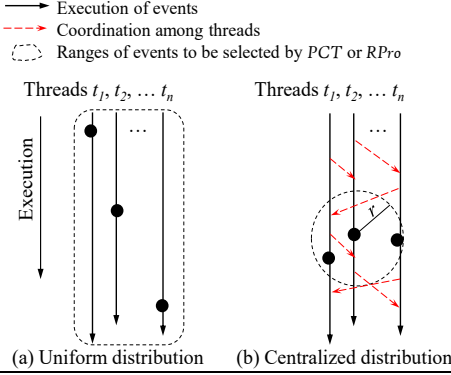 Execution of events
Coordination among threads
Ranges of events to be selected by PCT or RPro
Threads t1, t2, … tn
Threads t1, t2, … tn
Execution
…
…
r
(a) Uniform distribution
(b) Centralized distribution